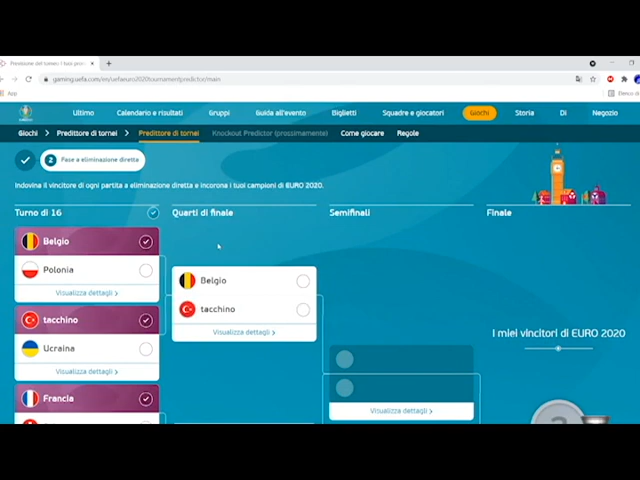 Previsione del torneo: I tuoi pron
gaming.uefa.com/en/uefaeuro2020tournamentpredictor/main
App
Elenco di
Ultimo Calendario e risultati Gruppi Guida all'evento Biglietti Squadre e giocatori Giochi Storia DI Negozio
Giochi Predittore di tornei Predittore di tornei Knockout Predictor (prossimamente) Come giocare Regole
2 Fase a eliminazione diretta
Indovina il vincitore di ogni partita a eliminazione diretta e incorona i tuoi campioni di EURO 2020.
Turno di 16 Quarti di finale Semifinali Finale
Belgio
Polonia
Visualizza dettagli
tacchino
Ucraina
Visualizza dettagli
Francia
Belgio
tacchino
Visualizza dettagli
Visualizza dettagli
I miei vincitori di EURO 2020